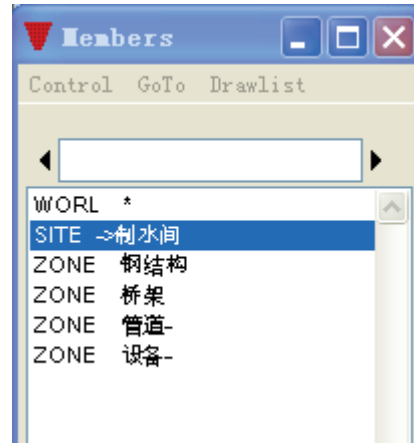 Members
Control GoTo Drawlist
WORL *
SITE ->制水间
ZONE 钢结构
ZONE 桥架
ZONE 管道-
ZONE 设备-